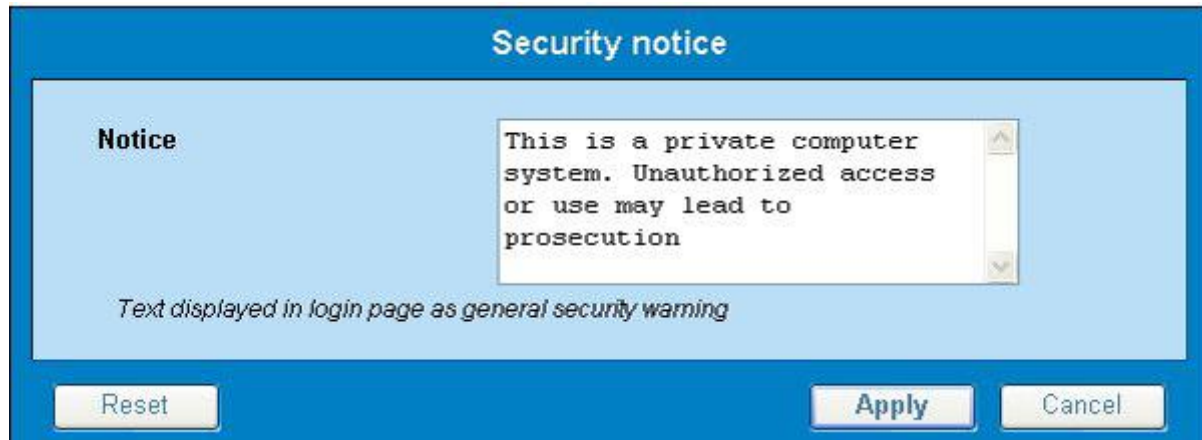 Security notice
Notice
This is a private computer
system. Unauthorized access
or use may lead to
prosecution
Text displayed in login page as general security warning
Reset
Apply
Cancel